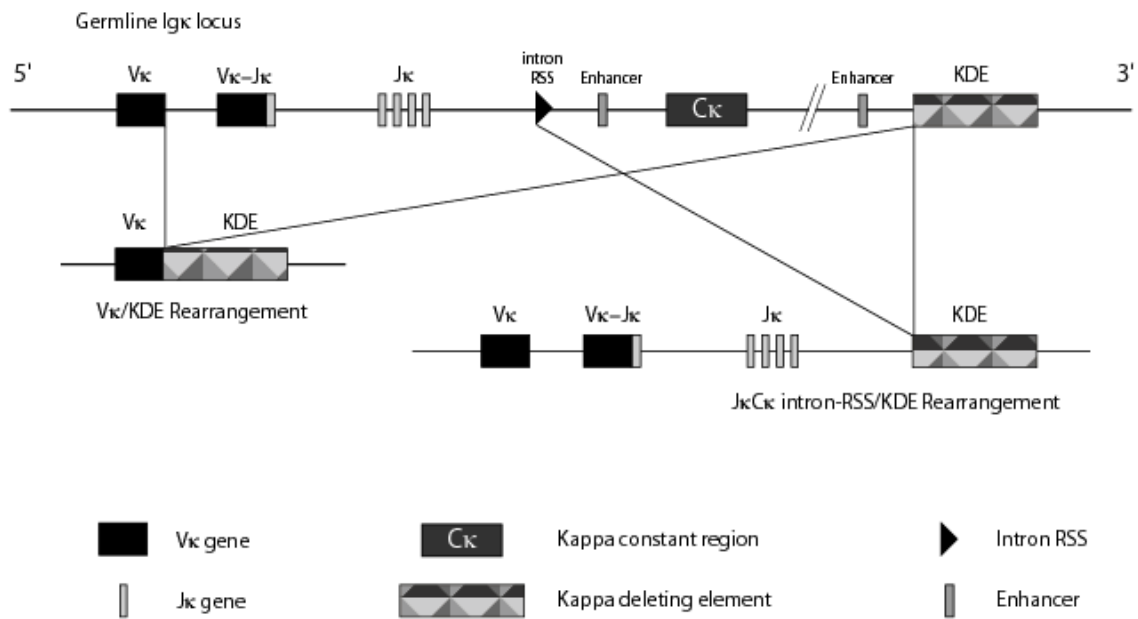 Germline Igκ locus
5'
Vκ
Vκ–Jκ
Jκ
intron
RSS
Enhancer
Cκ
Enhancer
KDE
3'
Vκ
KDE
Vκ/KDE Rearrangement
Vκ
Vκ–Jκ
Jκ
KDE
JκCκ intron-RSS/KDE Rearrangement
Vκ gene
Cκ
Kappa constant region
Intron RSS
Jκ gene
Kappa deleting element
Enhancer